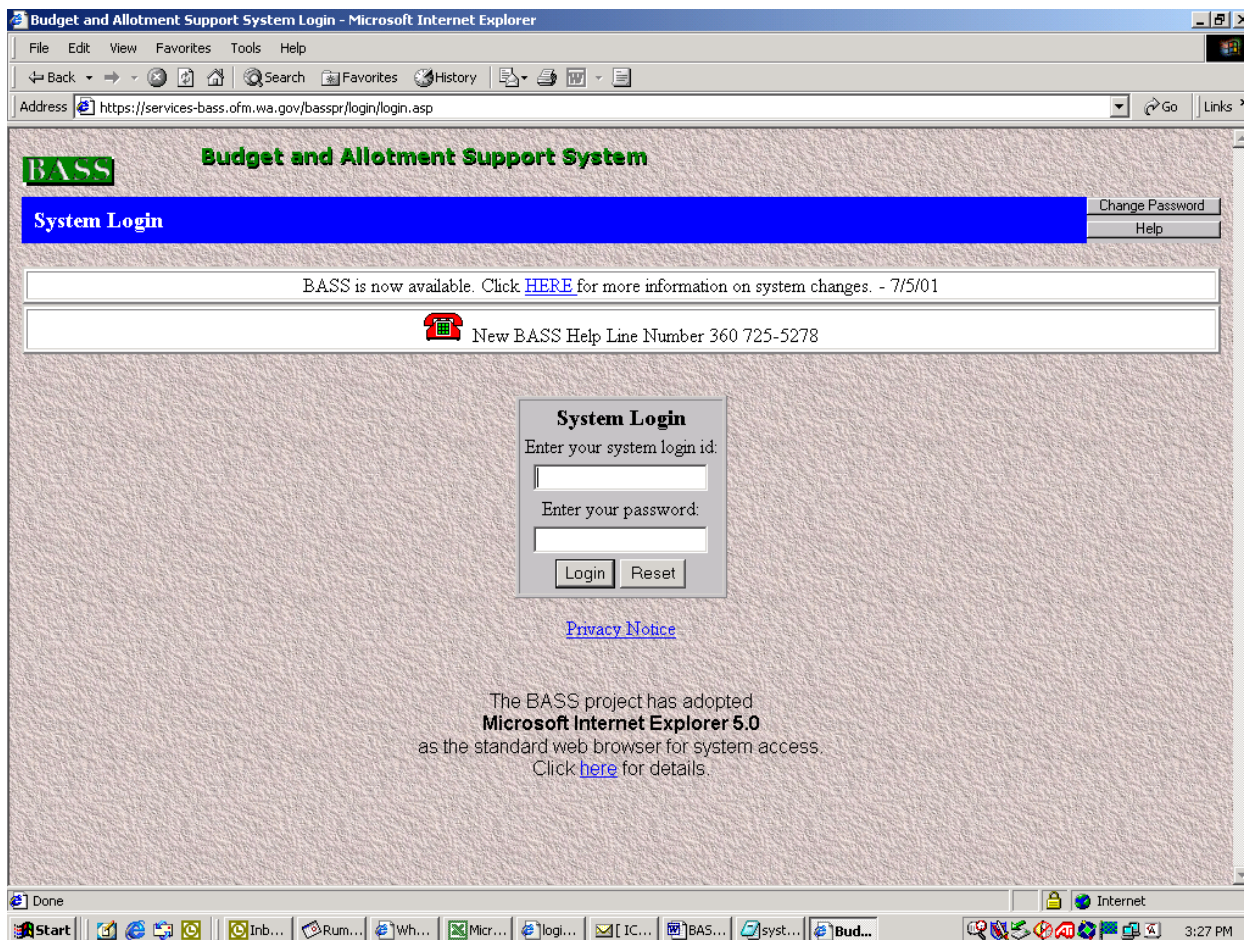 Budget and Allotment Support System Login - Microsoft Internet Explorer
File Edit View Favorites Tools Help
Back Search Favorites History
Address https://services-bass.ofm.wa.gov/basspr/login/login.asp Go Links
BASS
Budget and Allotment Support System
System Login
Change Password
Help
BASS is now available. Click HERE for more information on system changes. - 7/5/01
New BASS Help Line Number 360 725-5278
System Login
Enter your system login id:
Enter your password:
Login Reset
Privacy Notice
The BASS project has adopted
Microsoft Internet Explorer 5.0
as the standard web browser for system access.
Click here for details.
Done Internet
Start Inb... Rum... Wh... Micr... logi... [ IC... BAS... syst... Bud... 3:27 PM